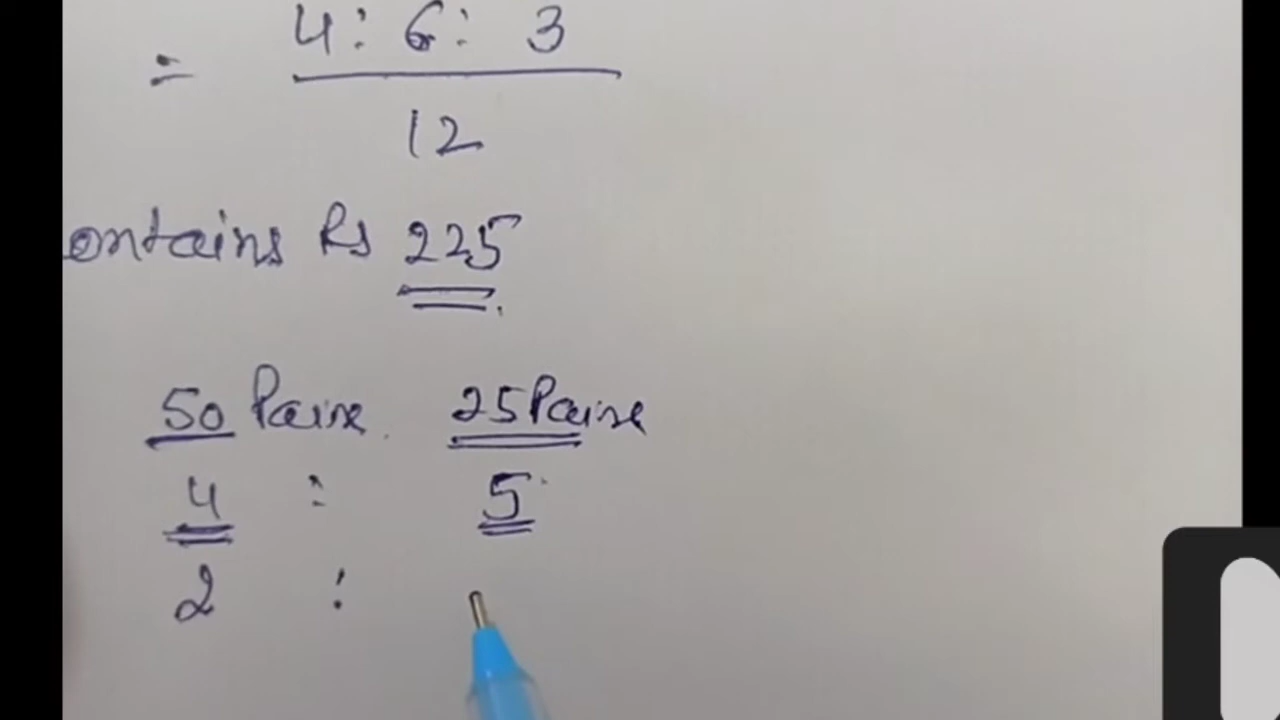 = 4 : 6 : 3
12
ontains Rs 225.
50 Paise. 25 Paise
4 : 5
2 :